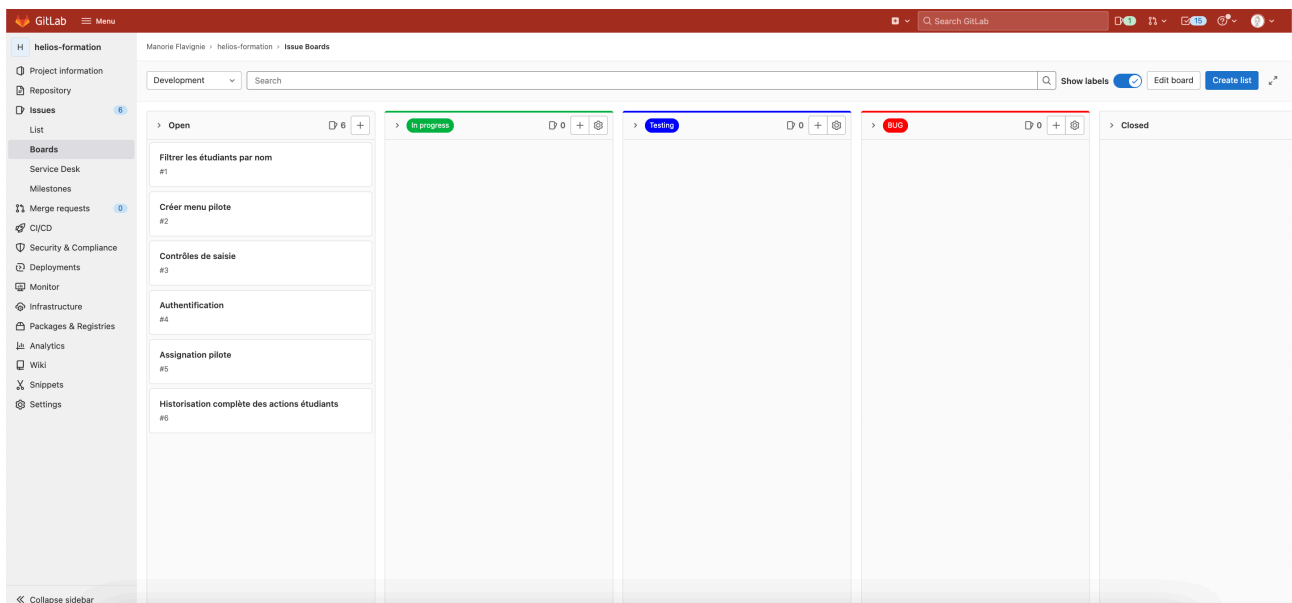 GitLab Menu Search GitLab 1 15
H helios-formation
Project information
Repository
Issues 6
List
Boards
Service Desk
Milestones
Merge requests 0
CI/CD
Security & Compliance
Deployments
Monitor
Infrastructure
Packages & Registries
Analytics
Wiki
Snippets
Settings
Collapse sidebar
Manorie Flavignie › helios-formation › Issue Boards
Development Search Show labels Edit board Create list
Open 6
Filtrer les étudiants par nom
#1
Créer menu pilote
#2
Contrôles de saisie
#3
Authentification
#4
Assignation pilote
#5
Historisation complète des actions étudiants
#6
In progress 0
Testing 0
BUG 0
Closed